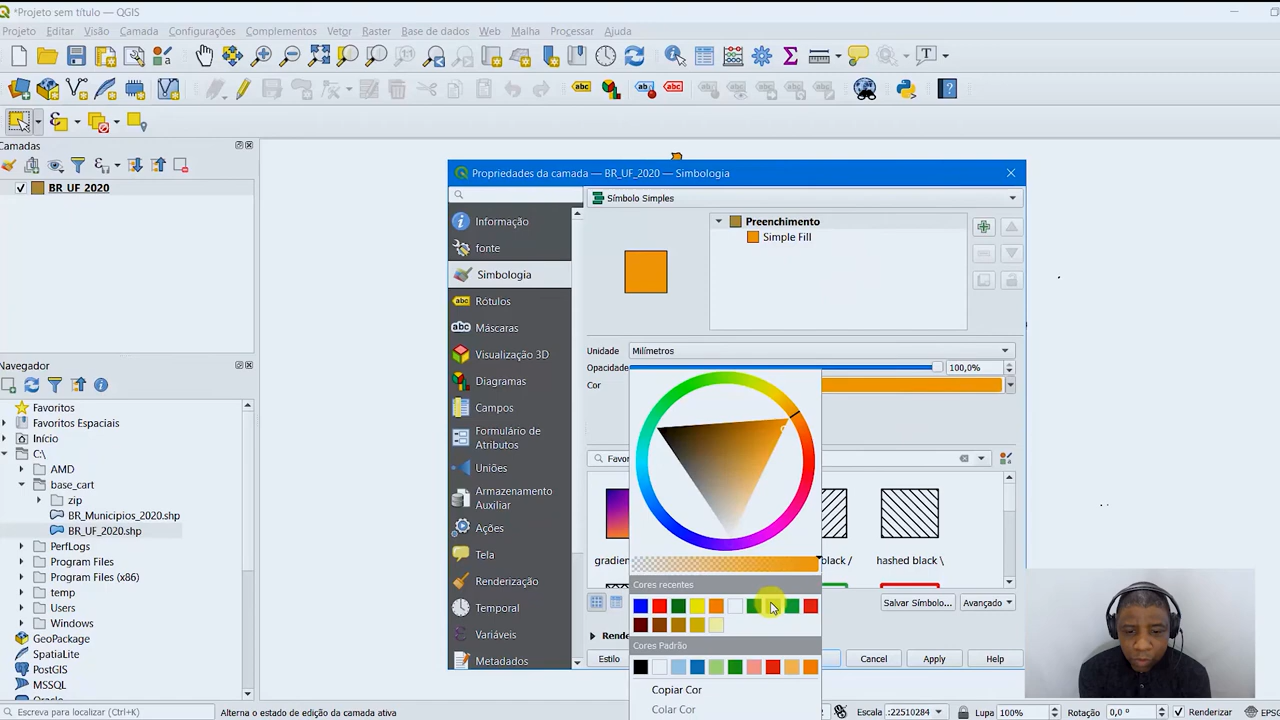 *Projeto sem título — QGIS
Projeto Editar Visão Camada Configurações Complementos Vetor Raster Base de dados Web Malha Processar Ajuda
Camadas
BR UF 2020
Navegador
Favoritos
Favoritos Espaciais
Início
C:\
AMD
base_cart
zip
BR_Municipios_2020.shp
BR_UF_2020.shp
PerfLogs
Program Files
Program Files (x86)
temp
Users
Windows
GeoPackage
SpatiaLite
PostGIS
MSSQL
Propriedades da camada — BR_UF_2020 — Simbologia
Informação
fonte
Simbologia
Rótulos
Máscaras
Visualização 3D
Diagramas
Campos
Formulário de
Atributos
Uniões
Armazenamento
Auxiliar
Ações
Tela
Renderização
Temporal
Variáveis
Metadados
Símbolo Simples
Preenchimento
Simple Fill
Unidade Milímetros
Opacidade 100,0%
Cor
Favor
gradien
hashed black \
Cores recentes
Salvar Símbolo... Avançado
Rende
Cores Padrão
Estilo Cancel Apply Help
Copiar Cor
Colar Cor
Escreva para localizar (Ctrl+K) Alterna o estado de edição da camada ativa Escala :22510284 Lupa 100% Rotação 0,0 ° Renderizar EPSG